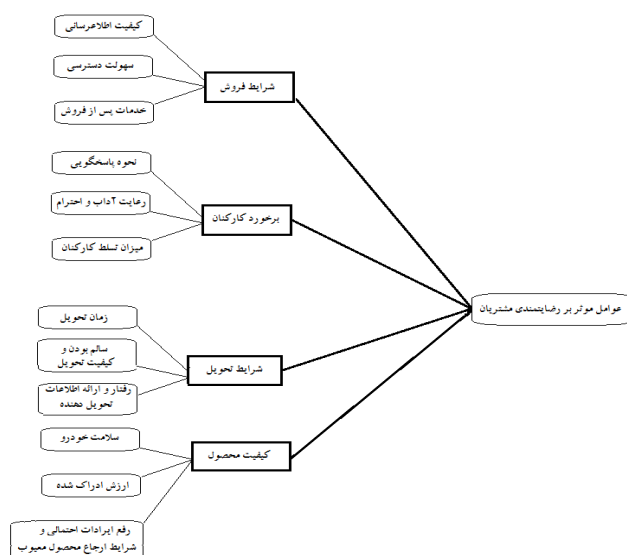 عوامل موثر بر رضایتمندی مشتریان
شرایط فروش
کیفیت اطلاعرسانی
سهولت دسترسی
خدمات پس از فروش
برخورد کارکنان
نحوه پاسخگویی
رعایت آداب و احترام
میزان تسلط کارکنان
شرایط تحویل
زمان تحویل
سالم بودن و
کیفیت تحویل
رفتار و ارائه اطلاعات
تحویل دهنده
کیفیت محصول
سلامت خودرو
ارزش ادراک شده
رفع ایرادات احتمالی و
شرایط ارجاع محصول معیوب